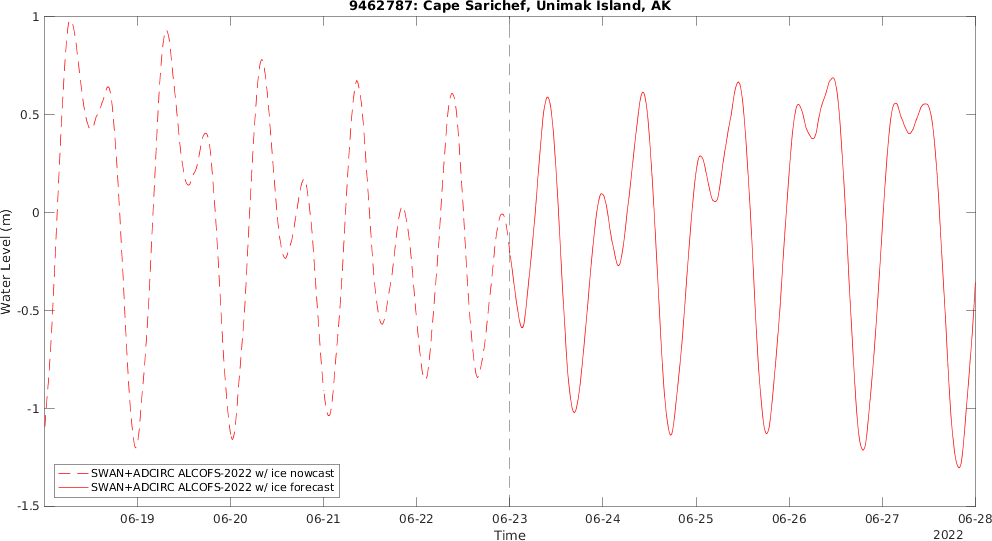 9462787: Cape Sarichef, Unimak Island, AK
1
0.5
0
-0.5
-1
-1.5
Water Level (m)
SWAN+ADCIRC ALCOFS-2022 w/ ice nowcast
SWAN+ADCIRC ALCOFS-2022 w/ ice forecast
06-19 06-20 06-21 06-22 06-23 06-24 06-25 06-26 06-27 06-28
Time
2022